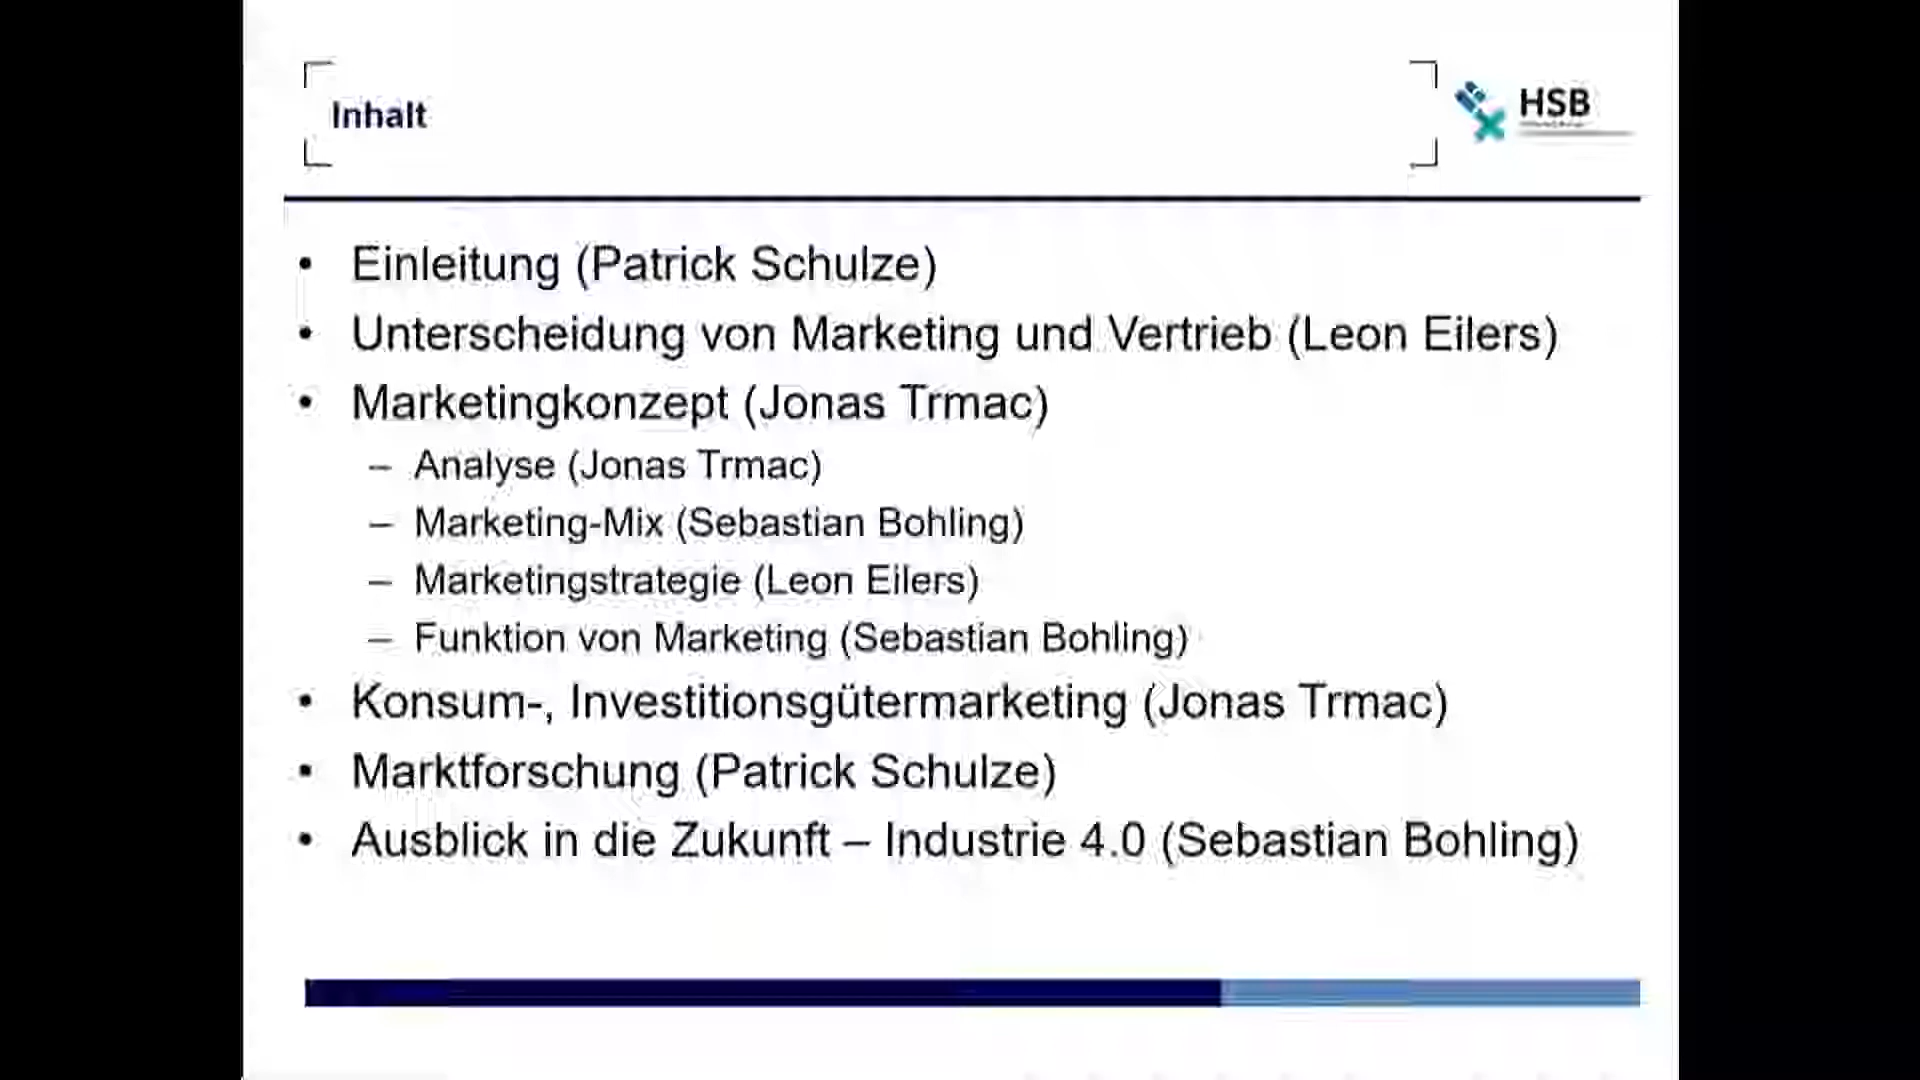 Inhalt
HSB
• Einleitung (Patrick Schulze)
• Unterscheidung von Marketing und Vertrieb (Leon Eilers)
• Marketingkonzept (Jonas Trmac)
– Analyse (Jonas Trmac)
– Marketing-Mix (Sebastian Bohling)
– Marketingstrategie (Leon Eilers)
– Funktion von Marketing (Sebastian Bohling)
• Konsum-, Investitionsgütermarketing (Jonas Trmac)
• Marktforschung (Patrick Schulze)
• Ausblick in die Zukunft – Industrie 4.0 (Sebastian Bohling)